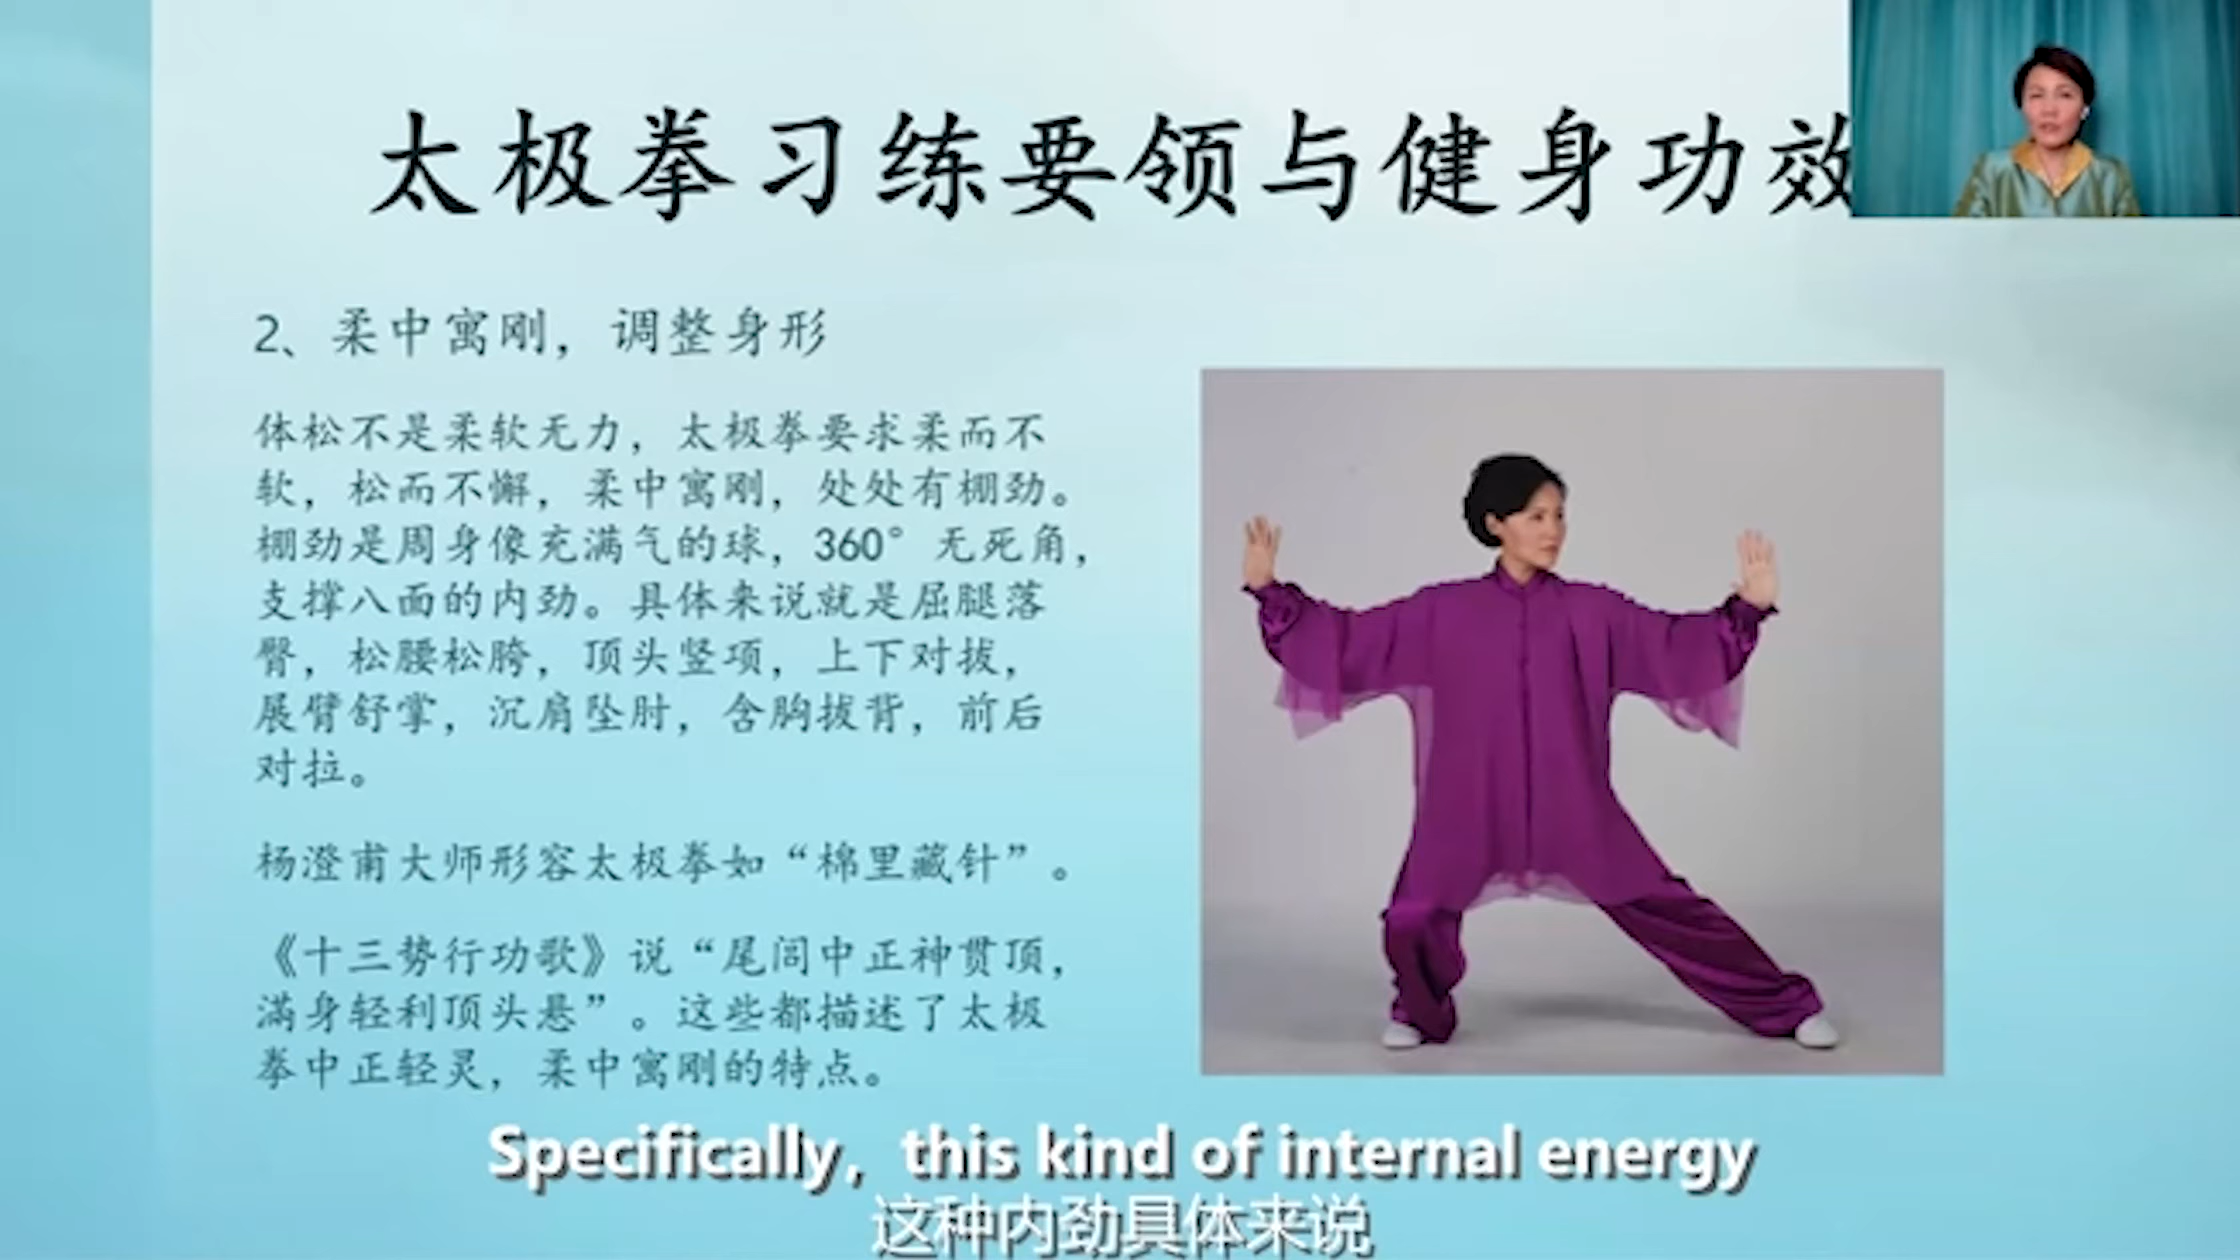 太极拳习练要领与健身功效
2、柔中寓刚，调整身形
体松不是柔软无力，太极拳要求柔而不
软，松而不懈，柔中寓刚，处处有棚劲。
棚劲是周身像充满气的球，360°无死角，
支撑八面的内劲。具体来说就是屈腿落
臀，松腰松胯，顶头竖项，上下对拔，
展臂舒掌，沉肩坠肘，含胸拔背，前后
对拉。
杨澄甫大师形容太极拳如“棉里藏针”。
《十三势行功歌》说“尾闾中正神贯顶，
满身轻利顶头悬”。这些都描述了太极
拳中正轻灵，柔中寓刚的特点。
Specifically，this kind of internal energy
这种内劲具体来说